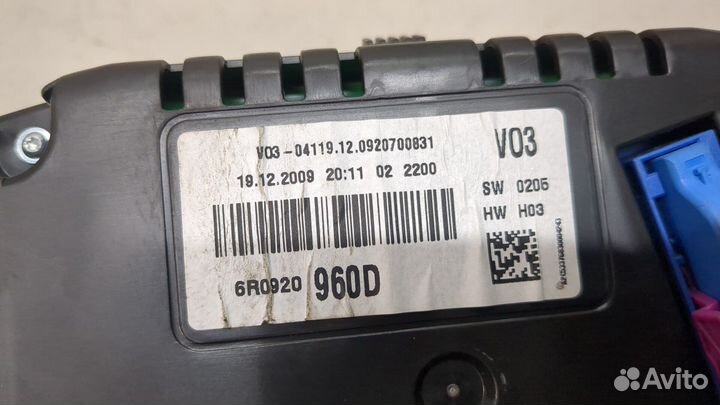 V03-04119.12.0920700831
V03
19.12.2009 20:11 02 2200
SW 0205
HW H03
6R0920 960D
Avito